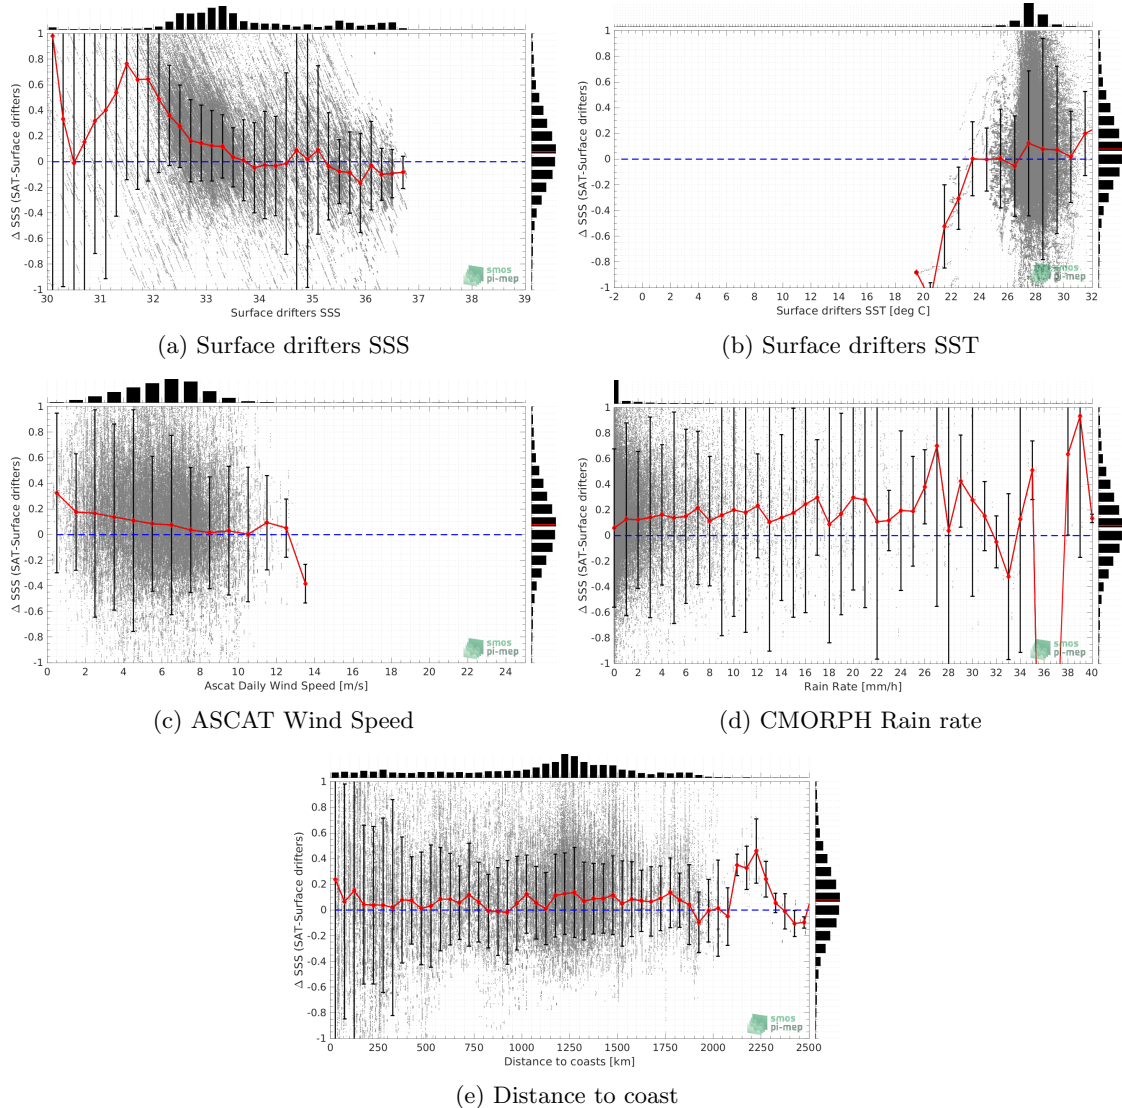 1
0.8
0.6
0.4
0.2
0
-0.2
-0.4
-0.6
-0.8
-1
Δ SSS (SAT-Surface drifters)
30 31 32 33 34 35 36 37 38 39
Surface drifters SSS
smos
pi-mep
(a) Surface drifters SSS
1
0.8
0.6
0.4
0.2
0
-0.2
-0.4
-0.6
-0.8
-1
Δ SSS (SAT-Surface drifters)
-2 0 2 4 6 8 10 12 14 16 18 20 22 24 26 28 30 32
Surface drifters SST [deg C]
smos
pi-mep
(b) Surface drifters SST
1
0.8
0.6
0.4
0.2
0
-0.2
-0.4
-0.6
-0.8
-1
Δ SSS (SAT-Surface drifters)
0 2 4 6 8 10 12 14 16 18 20 22 24
Ascat Daily Wind Speed [m/s]
smos
pi-mep
(c) ASCAT Wind Speed
1
0.8
0.6
0.4
0.2
0
-0.2
-0.4
-0.6
-0.8
-1
Δ SSS (SAT-Surface drifters)
0 2 4 6 8 10 12 14 16 18 20 22 24 26 28 30 32 34 36 38 40
Rain Rate [mm/h]
smos
pi-mep
(d) CMORPH Rain rate
1
0.8
0.6
0.4
0.2
0
-0.2
-0.4
-0.6
-0.8
-1
Δ SSS (SAT-Surface drifters)
0 250 500 750 1000 1250 1500 1750 2000 2250 2500
Distance to coasts [km]
smos
pi-mep
(e) Distance to coast